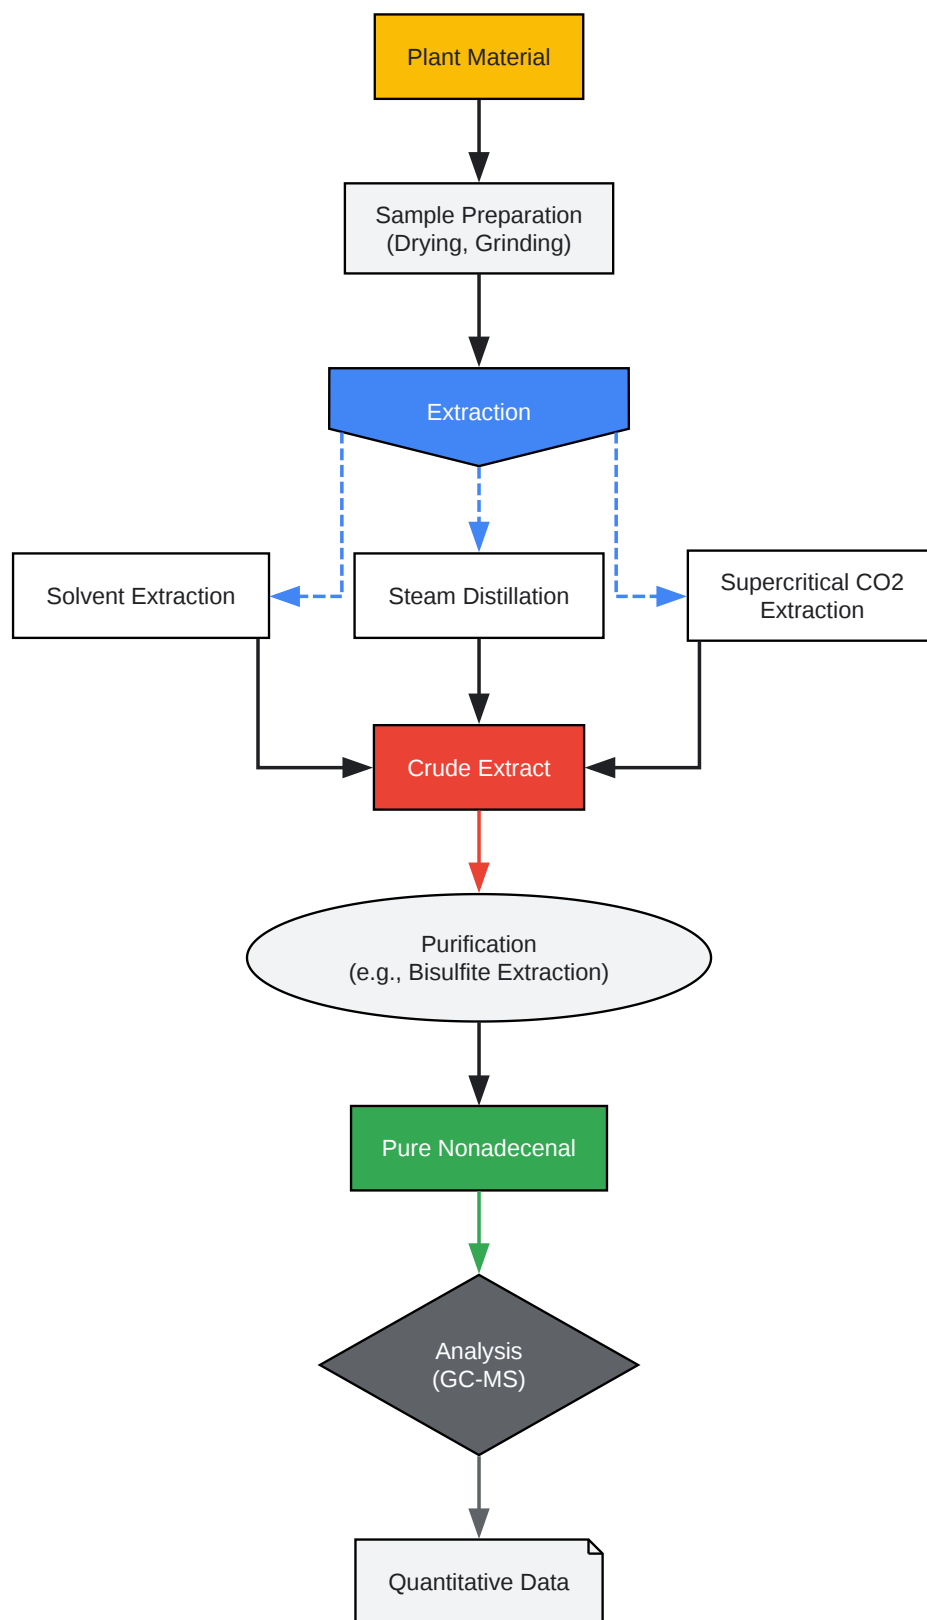 Plant Material
Sample Preparation
(Drying, Grinding)
Extraction
Solvent Extraction
Steam Distillation
Supercritical CO2
Extraction
Crude Extract
Purification
(e.g., Bisulfite Extraction)
Pure Nonadecenal
Analysis
(GC-MS)
Quantitative Data